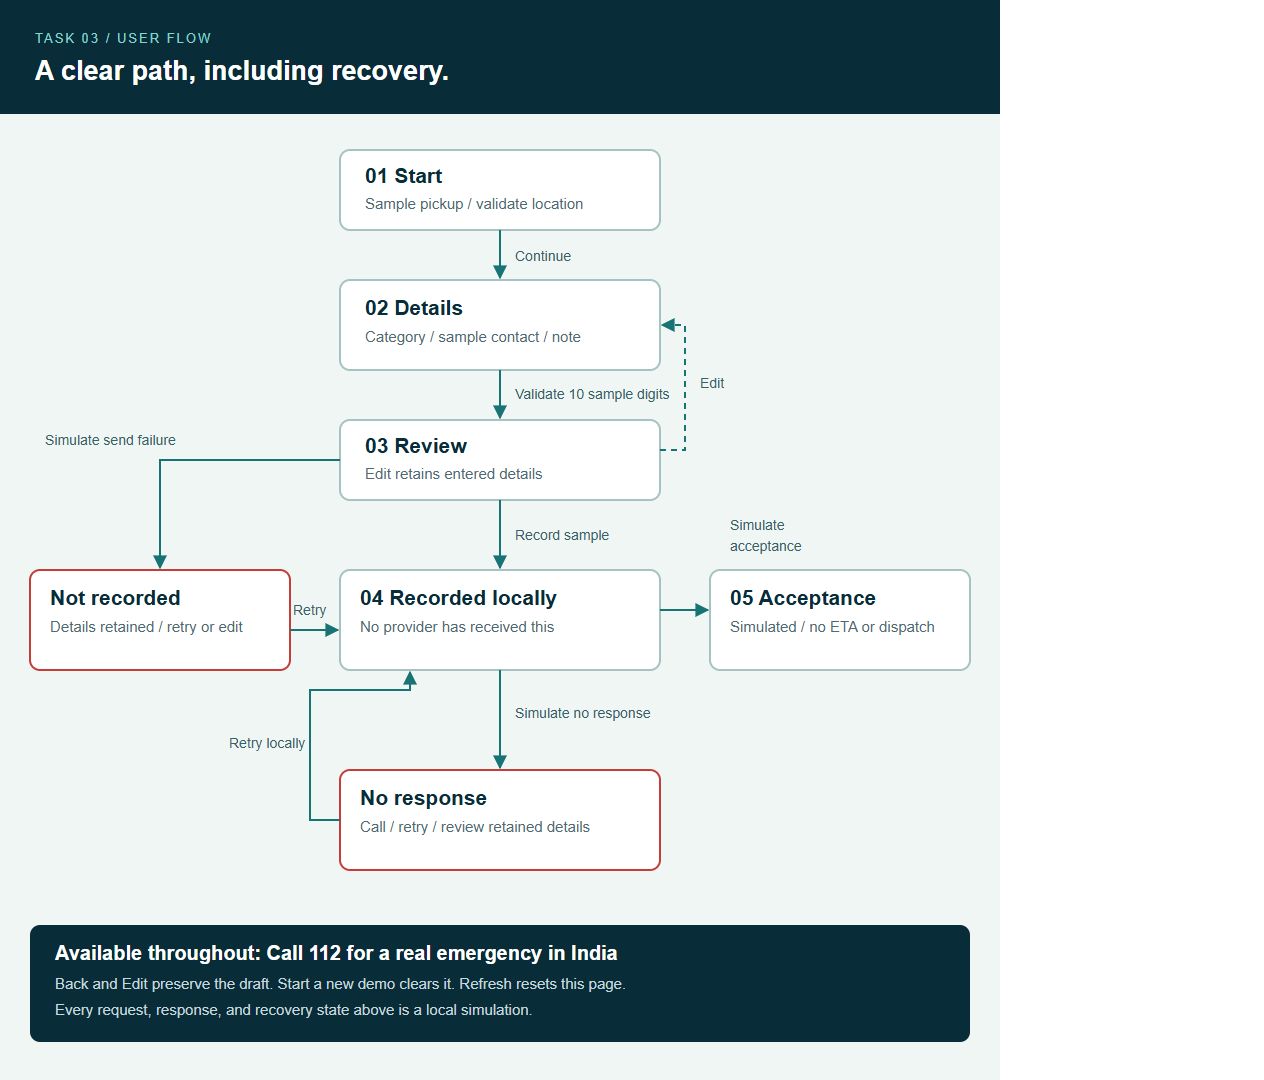 TASK 03 / USER FLOW
A clear path, including recovery.
01 Start
Sample pickup / validate location
Continue
02 Details
Category / sample contact / note
Edit
Validate 10 sample digits
Simulate send failure
03 Review
Edit retains entered details
Record sample
Simulate
acceptance
Not recorded
Details retained / retry or edit
Retry
04 Recorded locally
No provider has received this
05 Acceptance
Simulated / no ETA or dispatch
Simulate no response
Retry locally
No response
Call / retry / review retained details
Available throughout: Call 112 for a real emergency in India
Back and Edit preserve the draft. Start a new demo clears it. Refresh resets this page.
Every request, response, and recovery state above is a local simulation.